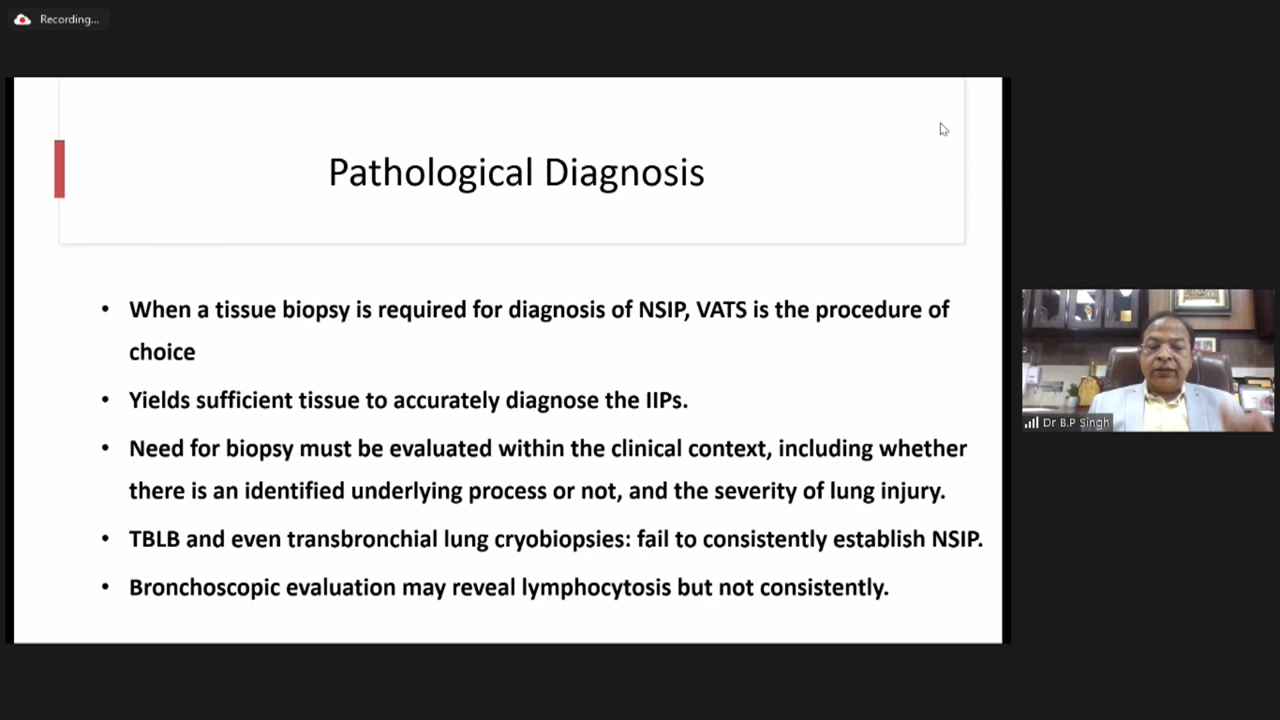 Recording...
Pathological Diagnosis
• When a tissue biopsy is required for diagnosis of NSIP, VATS is the procedure of
choice
• Yields sufficient tissue to accurately diagnose the IIPs.
• Need for biopsy must be evaluated within the clinical context, including whether
there is an identified underlying process or not, and the severity of lung injury.
• TBLB and even transbronchial lung cryobiopsies: fail to consistently establish NSIP.
• Bronchoscopic evaluation may reveal lymphocytosis but not consistently.
Dr B.P Singh